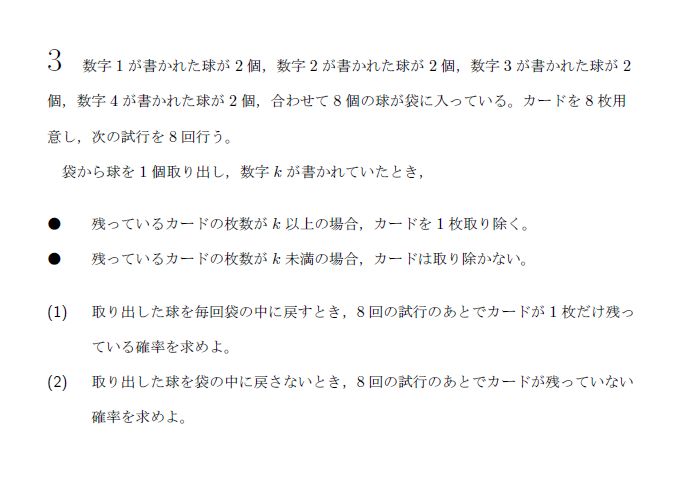 3 数字 1 が書かれた球が 2 個，数字 2 が書かれた球が 2 個，数字 3 が書かれた球が 2
個，数字 4 が書かれた球が 2 個，合わせて 8 個の球が袋に入っている。カードを 8 枚用
意し，次の試行を 8 回行う。
袋から球を 1 個取り出し，数字 k が書かれていたとき，
● 残っているカードの枚数が k 以上の場合，カードを 1 枚取り除く。
● 残っているカードの枚数が k 未満の場合，カードは取り除かない。
(1) 取り出した球を毎回袋の中に戻すとき，8 回の試行のあとでカードが 1 枚だけ残っ
ている確率を求めよ。
(2) 取り出した球を袋の中に戻さないとき，8 回の試行のあとでカードが残っていない
確率を求めよ。